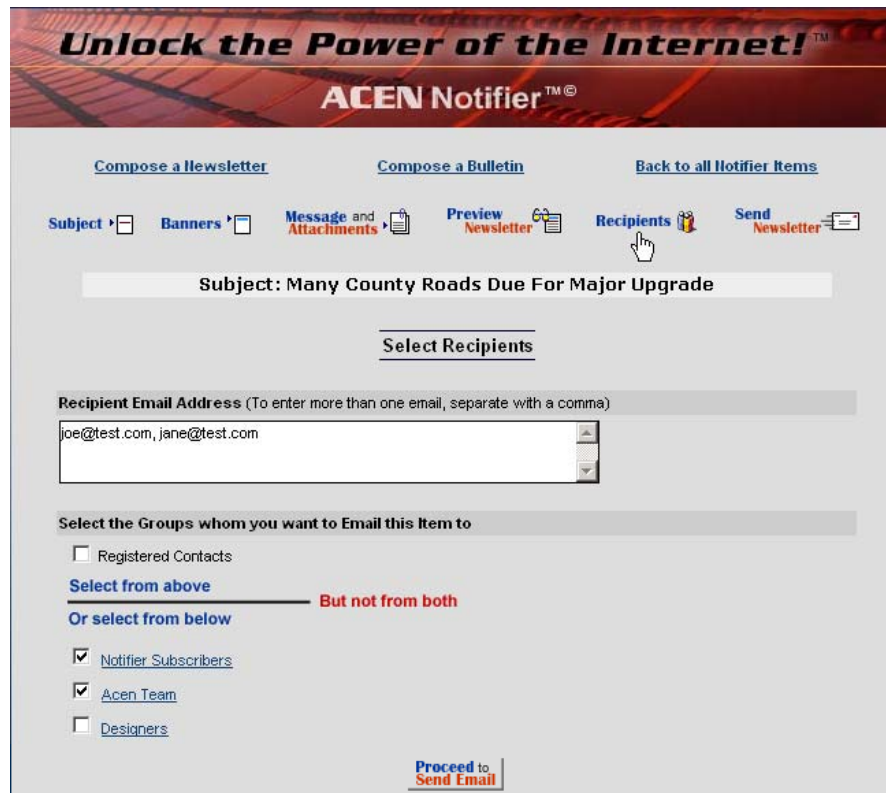 Unlock the Power of the Internet!™
ACEN Notifier™©
Compose a Newsletter Compose a Bulletin Back to all Notifier Items
Subject Banners Message and Attachments Preview Newsletter Recipients Send Newsletter
Subject: Many County Roads Due For Major Upgrade
Select Recipients
Recipient Email Address (To enter more than one email, separate with a comma)
joe@test.com, jane@test.com
Select the Groups whom you want to Email this Item to
Registered Contacts
Select from above
But not from both
Or select from below
Notifier Subscribers
Acen Team
Designers
Proceed to
Send Email